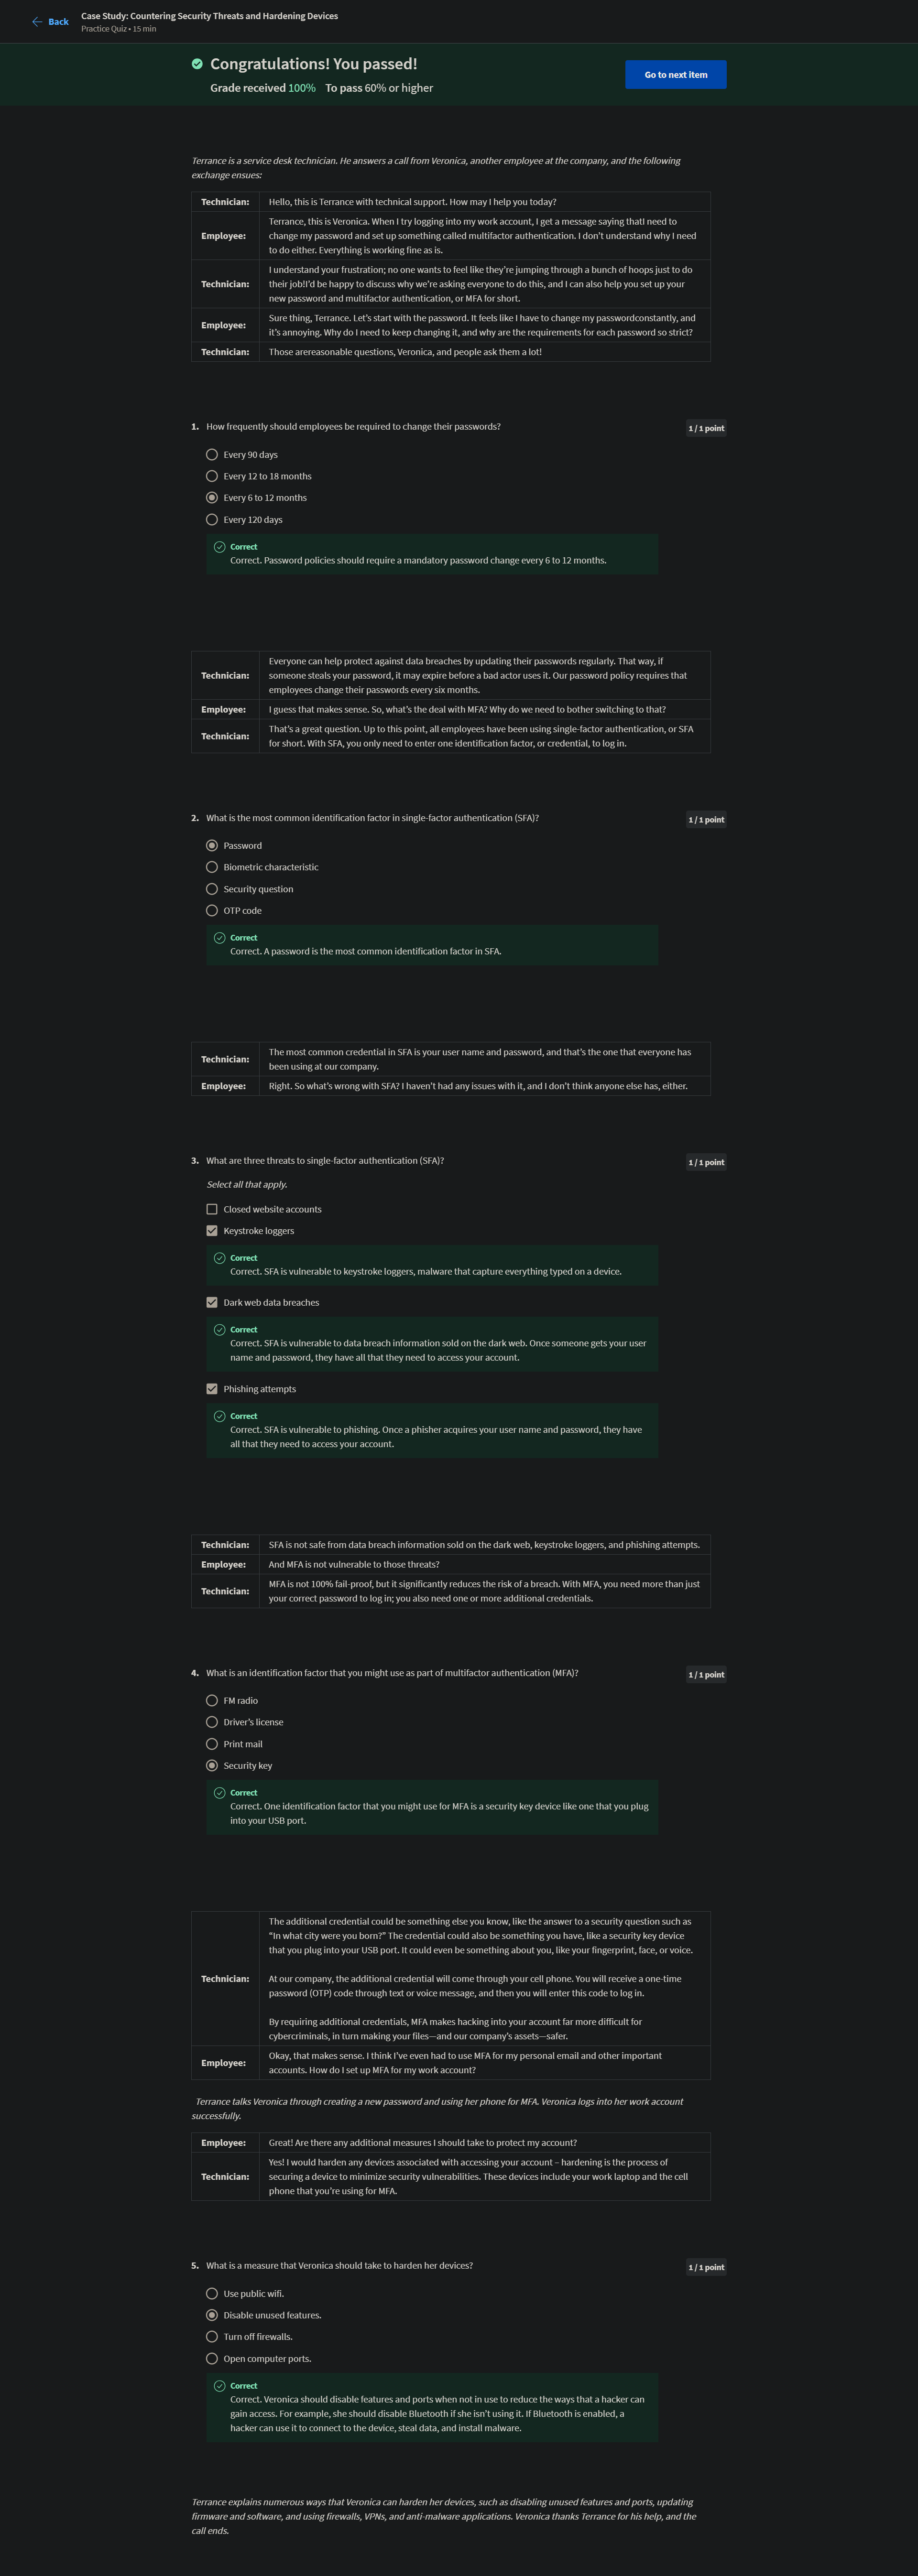 Back
Case Study: Countering Security Threats and Hardening Devices
Practice Quiz • 15 min
Congratulations! You passed!
Grade received 100% To pass 60% or higher
Go to next item
Terrance is a service desk technician. He answers a call from Veronica, another employee at the company, and the following
exchange ensues:
Technician: Hello, this is Terrance with technical support. How may I help you today?
Employee:
Terrance, this is Veronica. When I try logging into my work account, I get a message saying thatI need to
change my password and set up something called multifactor authentication. I don’t understand why I need
to do either. Everything is working fine as is.
Technician:
I understand your frustration; no one wants to feel like they’re jumping through a bunch of hoops just to do
their job!I’d be happy to discuss why we’re asking everyone to do this, and I can also help you set up your
new password and multifactor authentication, or MFA for short.
Employee:
Sure thing, Terrance. Let’s start with the password. It feels like I have to change my passwordconstantly, and
it’s annoying. Why do I need to keep changing it, and why are the requirements for each password so strict?
Technician: Those arereasonable questions, Veronica, and people ask them a lot!
1. How frequently should employees be required to change their passwords?
1 / 1 point
Every 90 days
Every 12 to 18 months
Every 6 to 12 months
Every 120 days
Correct
Correct. Password policies should require a mandatory password change every 6 to 12 months.
Technician:
Everyone can help protect against data breaches by updating their passwords regularly. That way, if
someone steals your password, it may expire before a bad actor uses it. Our password policy requires that
employees change their passwords every six months.
Employee: I guess that makes sense. So, what’s the deal with MFA? Why do we need to bother switching to that?
Technician:
That’s a great question. Up to this point, all employees have been using single-factor authentication, or SFA
for short. With SFA, you only need to enter one identification factor, or credential, to log in.
2. What is the most common identification factor in single-factor authentication (SFA)?
1 / 1 point
Password
Biometric characteristic
Security question
OTP code
Correct
Correct. A password is the most common identification factor in SFA.
Technician:
The most common credential in SFA is your user name and password, and that’s the one that everyone has
been using at our company.
Employee: Right. So what’s wrong with SFA? I haven’t had any issues with it, and I don’t think anyone else has, either.
3. What are three threats to single-factor authentication (SFA)?
1 / 1 point
Select all that apply.
Closed website accounts
Keystroke loggers
Correct
Correct. SFA is vulnerable to keystroke loggers, malware that capture everything typed on a device.
Dark web data breaches
Correct
Correct. SFA is vulnerable to data breach information sold on the dark web. Once someone gets your user
name and password, they have all that they need to access your account.
Phishing attempts
Correct
Correct. SFA is vulnerable to phishing. Once a phisher acquires your user name and password, they have
all that they need to access your account.
Technician: SFA is not safe from data breach information sold on the dark web, keystroke loggers, and phishing attempts.
Employee: And MFA is not vulnerable to those threats?
Technician:
MFA is not 100% fail-proof, but it significantly reduces the risk of a breach. With MFA, you need more than just
your correct password to log in; you also need one or more additional credentials.
4. What is an identification factor that you might use as part of multifactor authentication (MFA)?
1 / 1 point
FM radio
Driver’s license
Print mail
Security key
Correct
Correct. One identification factor that you might use for MFA is a security key device like one that you plug
into your USB port.
Technician:
The additional credential could be something else you know, like the answer to a security question such as
“In what city were you born?” The credential could also be something you have, like a security key device
that you plug into your USB port. It could even be something about you, like your fingerprint, face, or voice.
At our company, the additional credential will come through your cell phone. You will receive a one-time
password (OTP) code through text or voice message, and then you will enter this code to log in.
By requiring additional credentials, MFA makes hacking into your account far more difficult for
cybercriminals, in turn making your files—and our company’s assets—safer.
Employee:
Okay, that makes sense. I think I’ve even had to use MFA for my personal email and other important
accounts. How do I set up MFA for my work account?
Terrance talks Veronica through creating a new password and using her phone for MFA. Veronica logs into her work account
successfully.
Employee: Great! Are there any additional measures I should take to protect my account?
Technician:
Yes! I would harden any devices associated with accessing your account – hardening is the process of
securing a device to minimize security vulnerabilities. These devices include your work laptop and the cell
phone that you’re using for MFA.
5. What is a measure that Veronica should take to harden her devices?
1 / 1 point
Use public wifi.
Disable unused features.
Turn off firewalls.
Open computer ports.
Correct
Correct. Veronica should disable features and ports when not in use to reduce the ways that a hacker can
gain access. For example, she should disable Bluetooth if she isn’t using it. If Bluetooth is enabled, a
hacker can use it to connect to the device, steal data, and install malware.
Terrance explains numerous ways that Veronica can harden her devices, such as disabling unused features and ports, updating
firmware and software, and using firewalls, VPNs, and anti-malware applications. Veronica thanks Terrance for his help, and the
call ends.